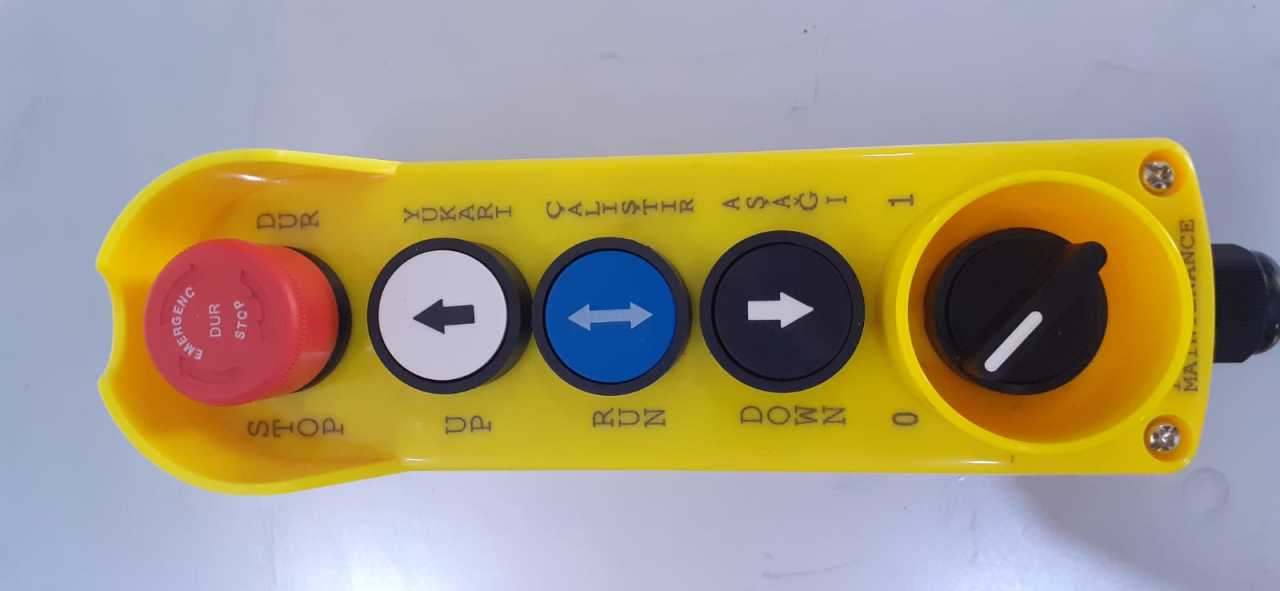 DUR
YUKARI
ÇALIŞTIR
AŞAĞI
1
EMERGENC
DUR
STOP
STOP
UP
RUN
DOWN
0
MAINTENANCE